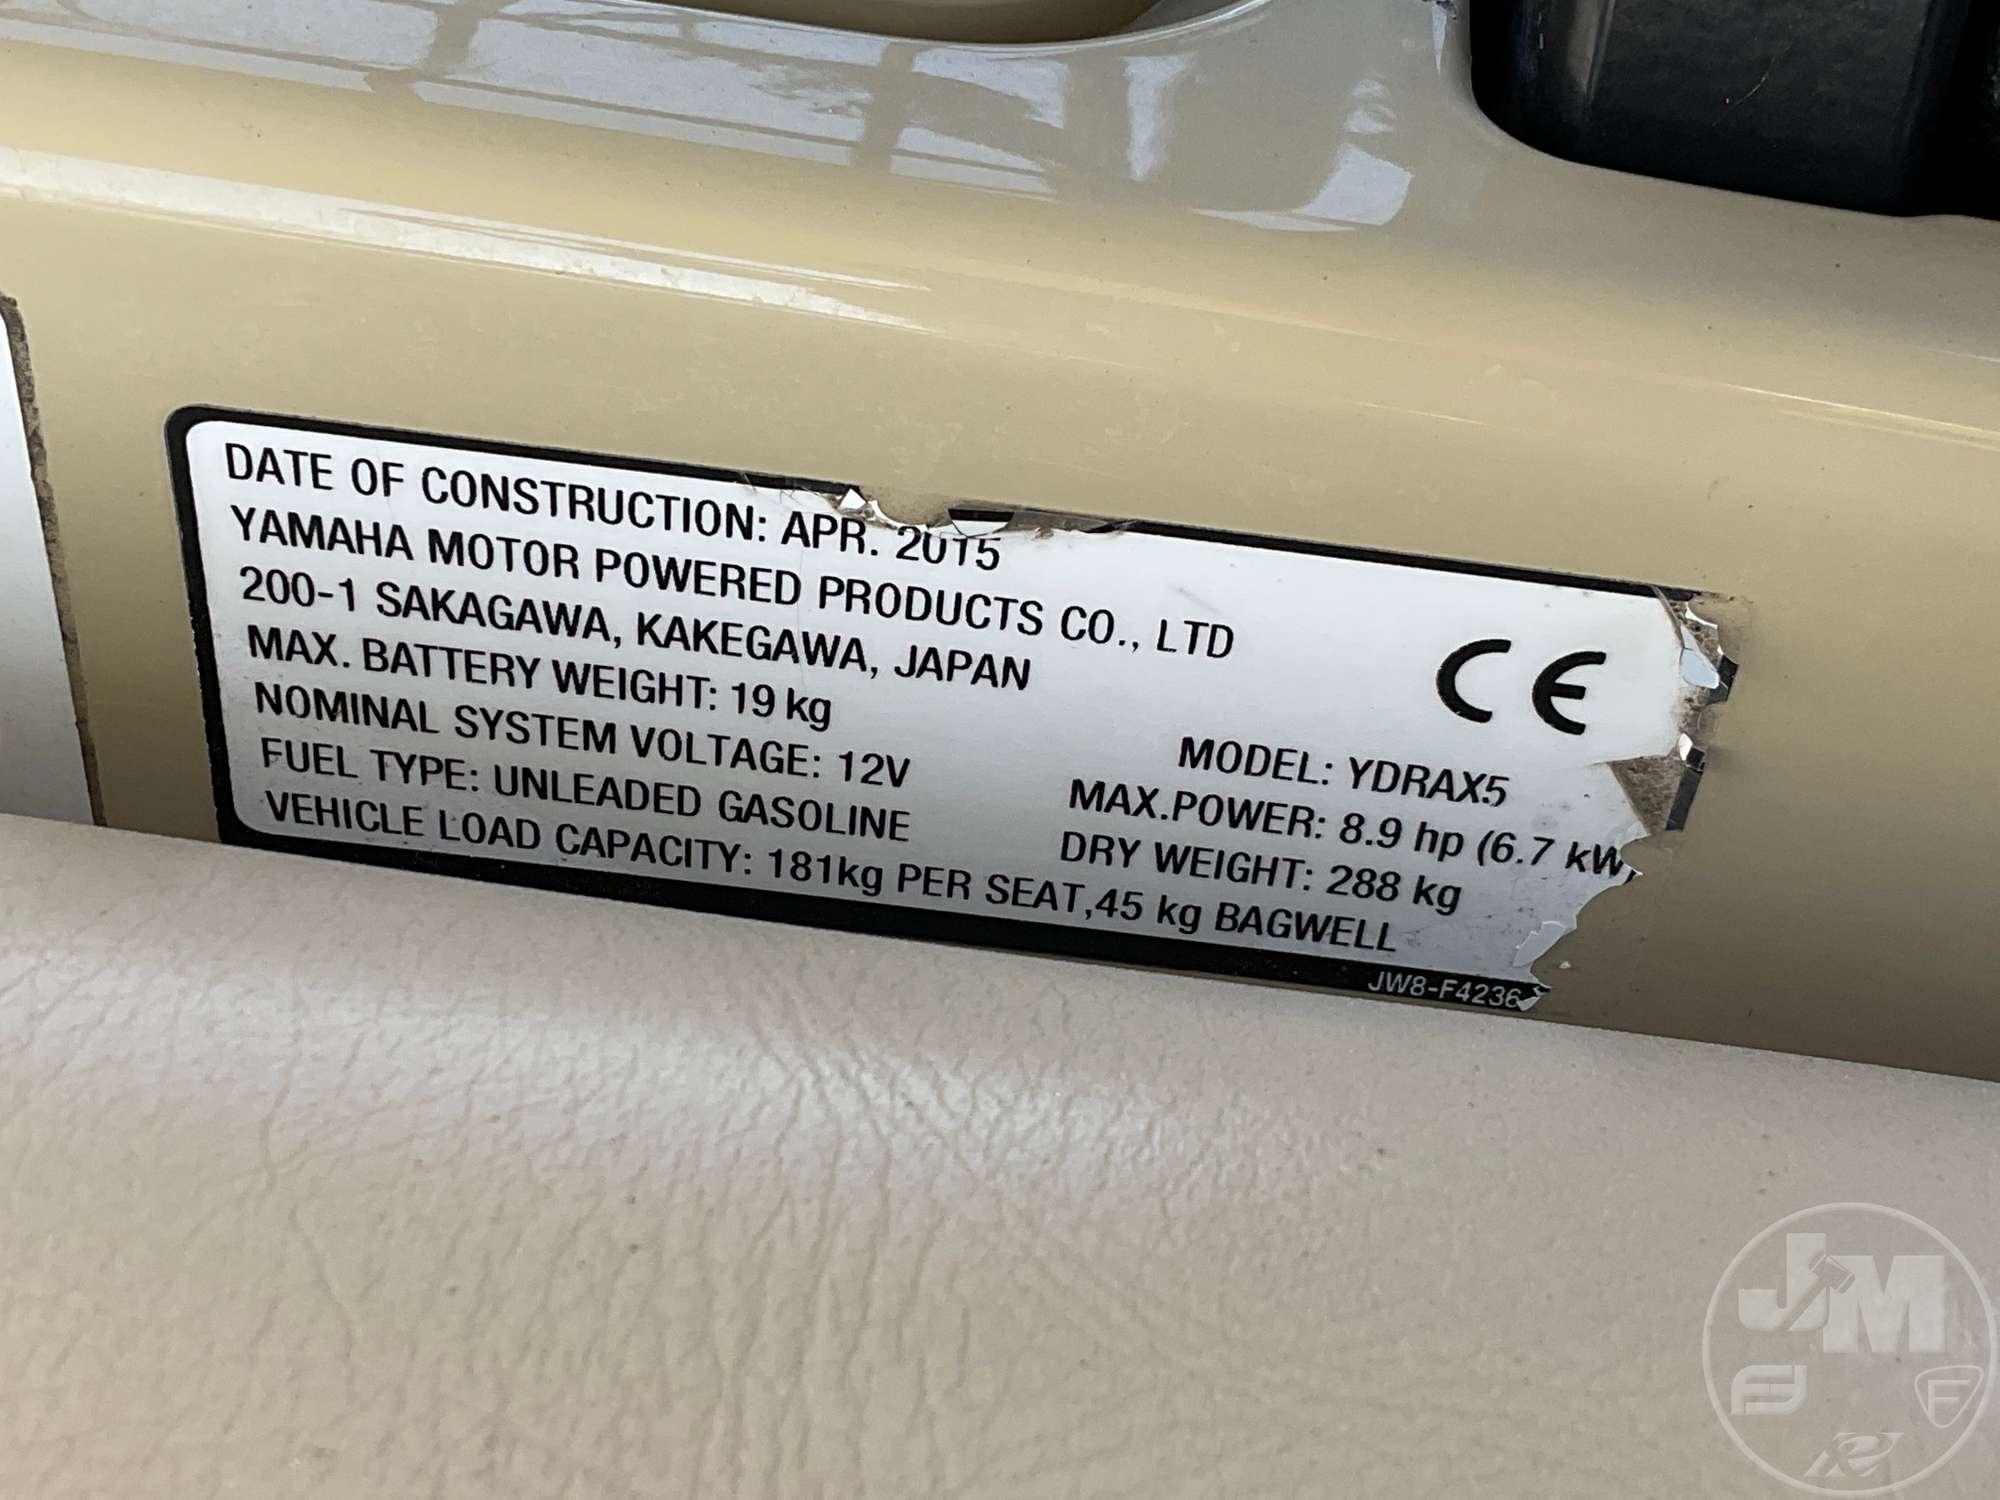 DATE OF CONSTRUCTION: APR. 2015
YAMAHA MOTOR POWERED PRODUCTS CO., LTD
200-1 SAKAGAWA, KAKEGAWA, JAPAN
MAX. BATTERY WEIGHT: 19 kg
NOMINAL SYSTEM VOLTAGE: 12V
FUEL TYPE: UNLEADED GASOLINE
VEHICLE LOAD CAPACITY: 181kg PER SEAT,45 kg BAGWELL
CE
MODEL: YDRAX5
MAX.POWER: 8.9 hp (6.7 kW)
DRY WEIGHT: 288 kg
JW8-F4236
JM
F